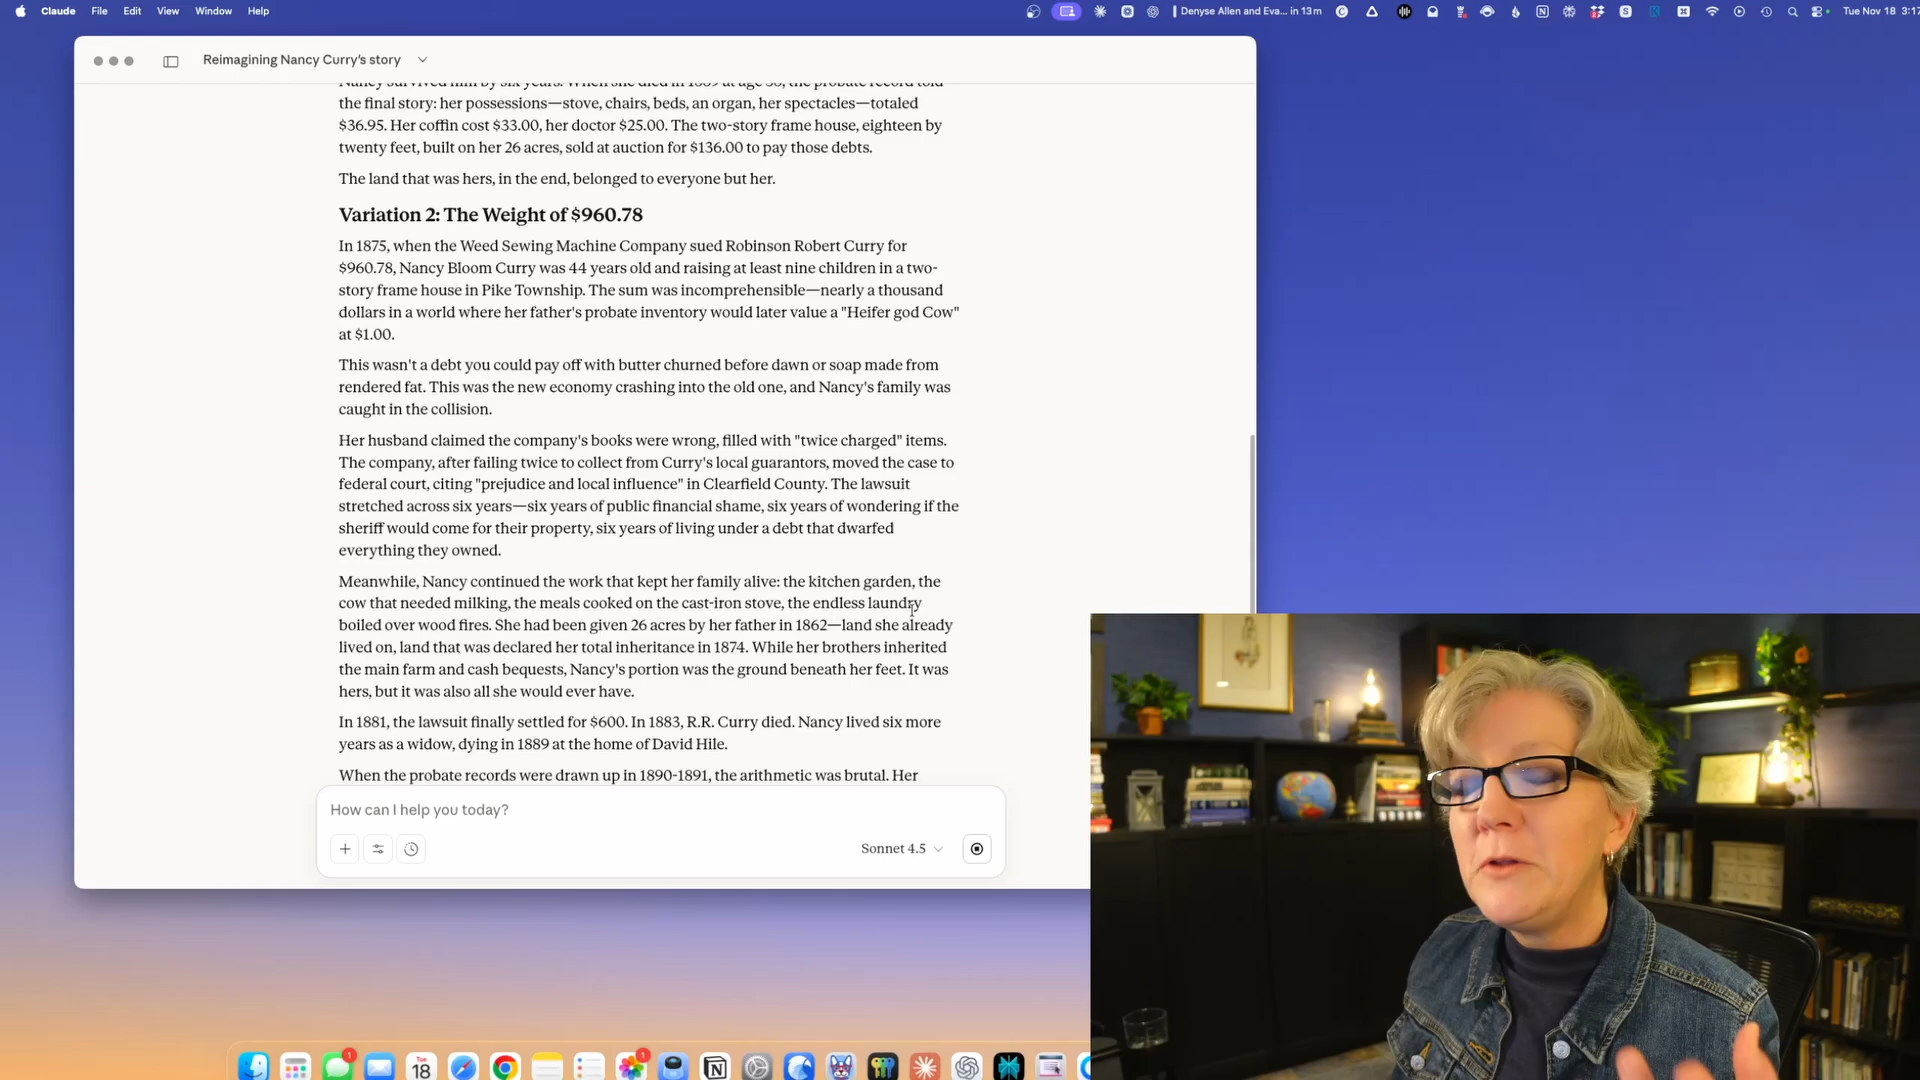 Claude File Edit View Window Help
Denyse Allen and Eva... in 13 m
Tue Nov 18 3:1
Reimagining Nancy Curry's story
the final story: her possessions—stove, chairs, beds, an organ, her spectacles—totaled
$36.95. Her coffin cost $33.00, her doctor $25.00. The two-story frame house, eighteen by
twenty feet, built on her 26 acres, sold at auction for $136.00 to pay those debts.
The land that was hers, in the end, belonged to everyone but her.
Variation 2: The Weight of $960.78
In 1875, when the Weed Sewing Machine Company sued Robinson Robert Curry for
$960.78, Nancy Bloom Curry was 44 years old and raising at least nine children in a two-
story frame house in Pike Township. The sum was incomprehensible—nearly a thousand
dollars in a world where her father's probate inventory would later value a "Heifer god Cow"
at $1.00.
This wasn't a debt you could pay off with butter churned before dawn or soap made from
rendered fat. This was the new economy crashing into the old one, and Nancy's family was
caught in the collision.
Her husband claimed the company's books were wrong, filled with "twice charged" items.
The company, after failing twice to collect from Curry's local guarantors, moved the case to
federal court, citing "prejudice and local influence" in Clearfield County. The lawsuit
stretched across six years—six years of public financial shame, six years of wondering if the
sheriff would come for their property, six years of living under a debt that dwarfed
everything they owned.
Meanwhile, Nancy continued the work that kept her family alive: the kitchen garden, the
cow that needed milking, the meals cooked on the cast-iron stove, the endless laundry
boiled over wood fires. She had been given 26 acres by her father in 1862—land she already
lived on, land that was declared her total inheritance in 1874. While her brothers inherited
the main farm and cash bequests, Nancy's portion was the ground beneath her feet. It was
hers, but it was also all she would ever have.
In 1881, the lawsuit finally settled for $600. In 1883, R.R. Curry died. Nancy lived six more
years as a widow, dying in 1889 at the home of David Hile.
When the probate records were drawn up in 1890-1891, the arithmetic was brutal. Her
How can I help you today?
Sonnet 4.5
1
Tue
18
1